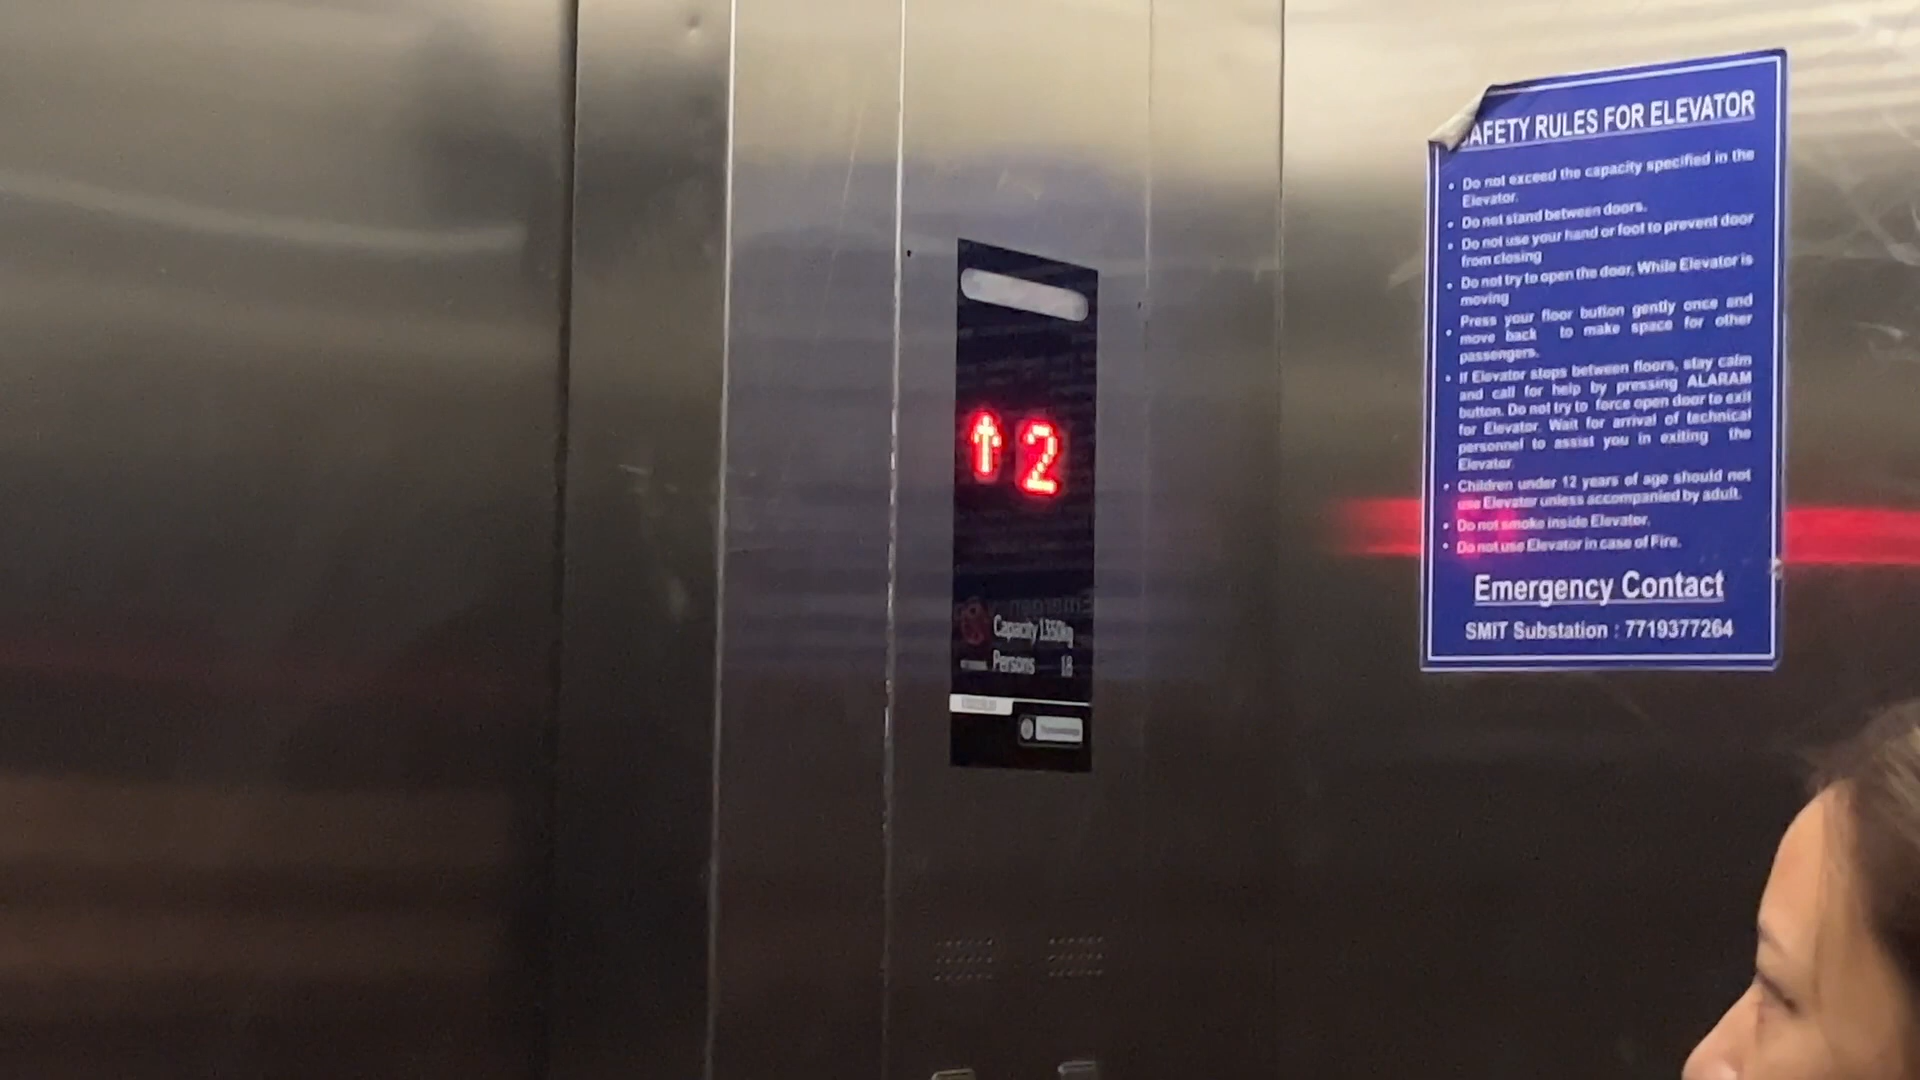 2
Capacity 1350kg
Persons 18
AFETY RULES FOR ELEVATOR
• Do not exceed the capacity specified in the
Elevator.
• Do not stand between doors.
• Do not use your hand or foot to prevent door
from closing
• Do not try to open the door, While Elevator is
moving
• Press your floor button gently once and
move back to make space for other
passengers.
• If Elevator stops between floors, stay calm
and call for help by pressing ALARAM
button. Do not try to force open door to exit
for Elevator. Wait for arrival of technical
personnel to assist you in exiting the
Elevator
• Children under 12 years of age should not
use Elevator unless accompanied by adult.
• Do not smoke inside Elevator.
• Do not use Elevator in case of Fire.
Emergency Contact
SMIT Substation : 7719377264